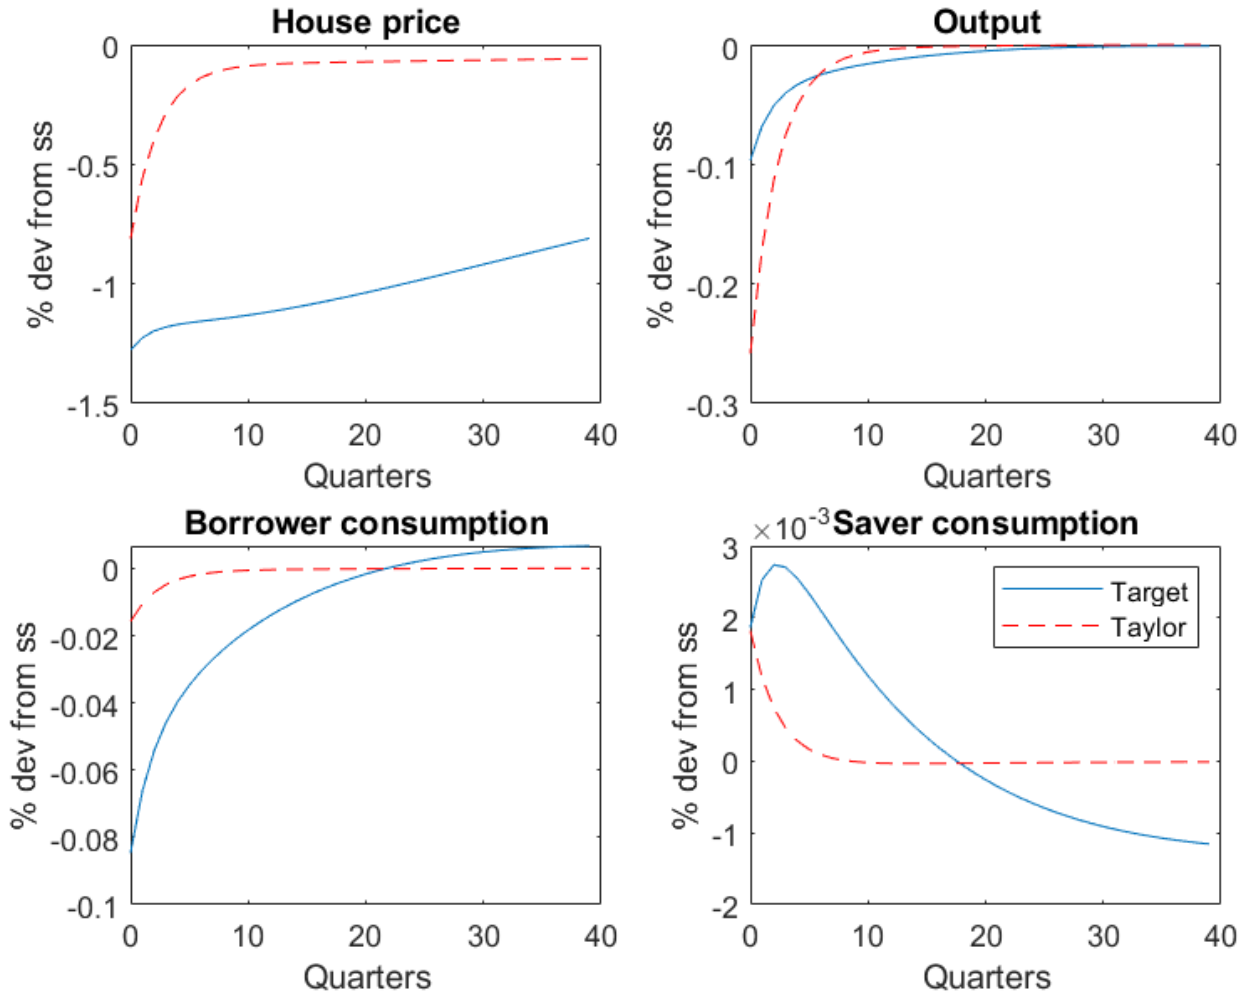 House price
% dev from ss
0
-0.5
-1
-1.5
0 10 20 30 40
Quarters
Output
% dev from ss
0
-0.1
-0.2
-0.3
0 10 20 30 40
Quarters
Borrower consumption
% dev from ss
0
-0.02
-0.04
-0.06
-0.08
-0.1
0 10 20 30 40
Quarters
×10⁻³ Saver consumption
% dev from ss
3
2
1
0
-1
-2
0 10 20 30 40
Quarters
Target
Taylor